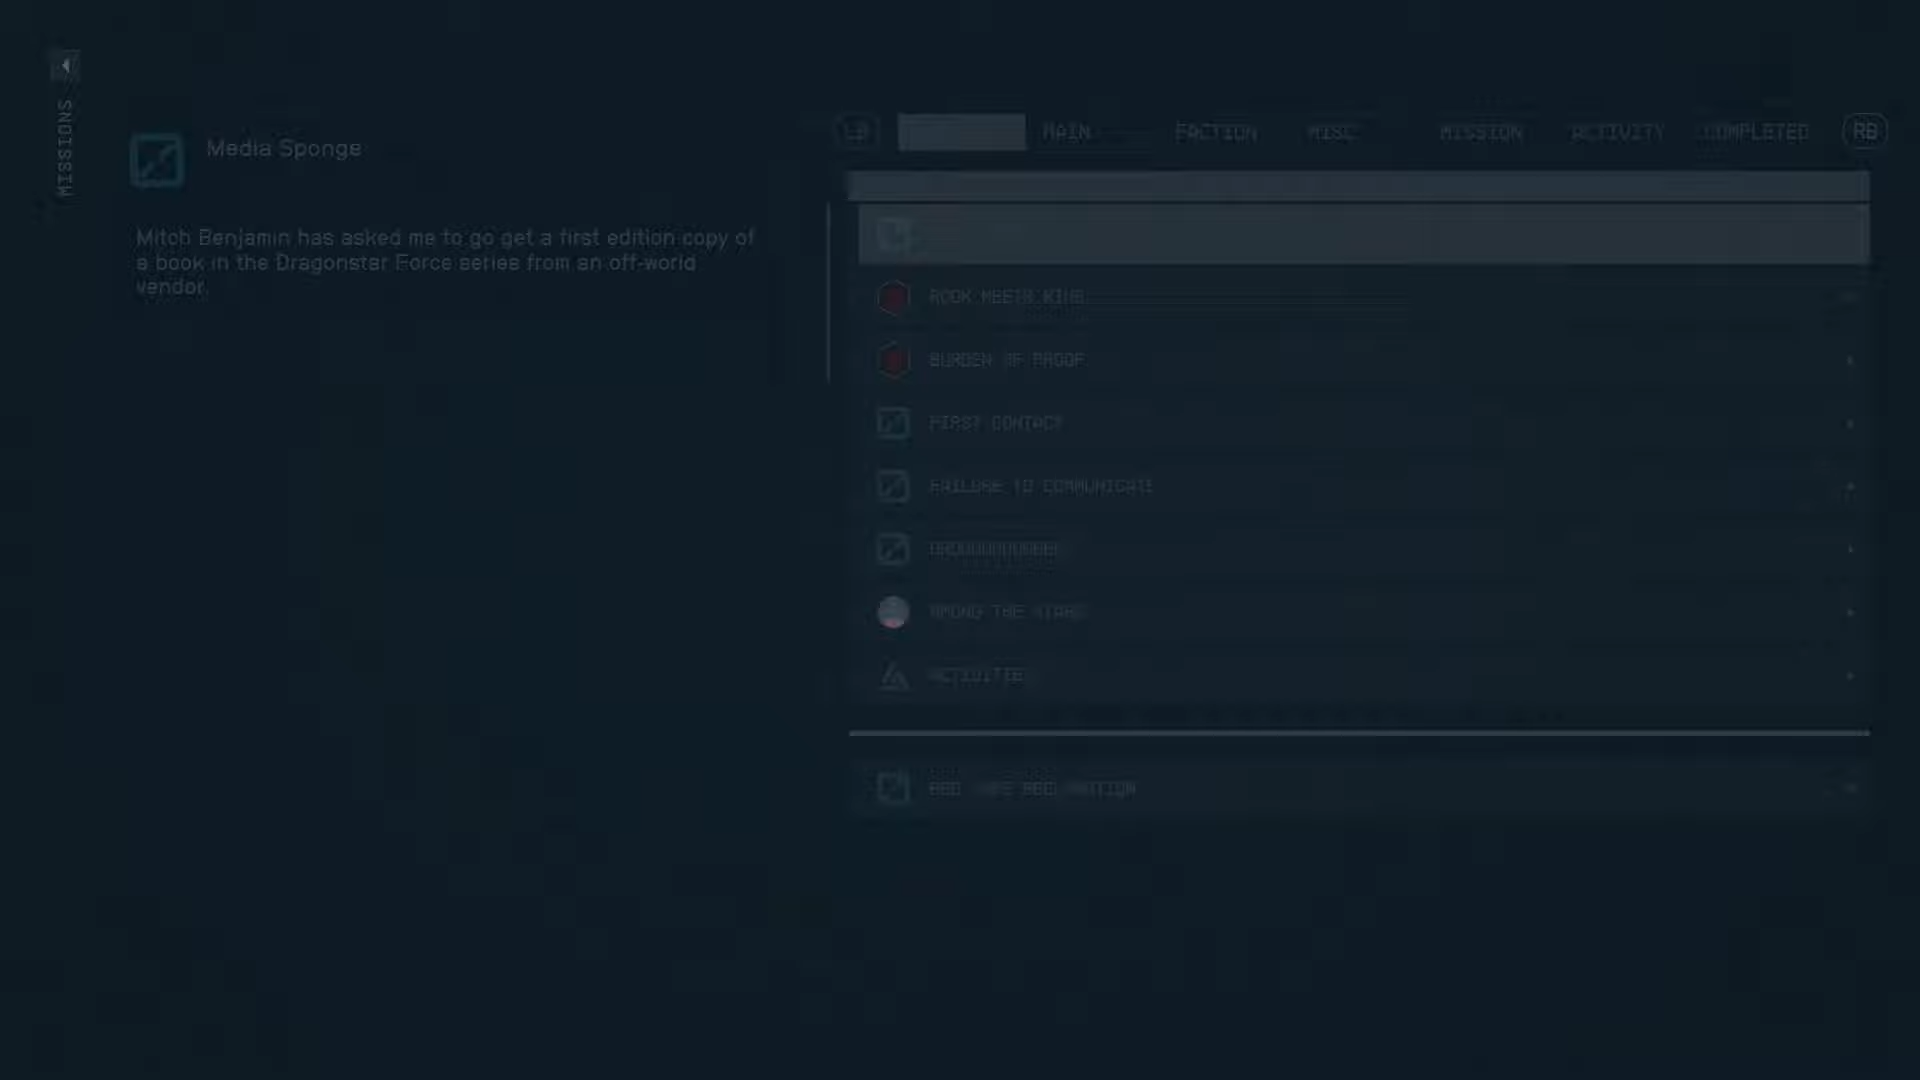 MISSIONS
Media Sponge
Mitch Benjamin has asked me to go get a first edition copy of
a book in the Dragonstar Force series from an off-world
vendor.
LB MAIN FACTION MISC MISSION ACTIVITY COMPLETED RB
ROOK MEETS KING
BURDEN OF PROOF
FIRST CONTACT
FAILURE TO COMMUNICATE
AMONG THE STARS
ACTIVITIES